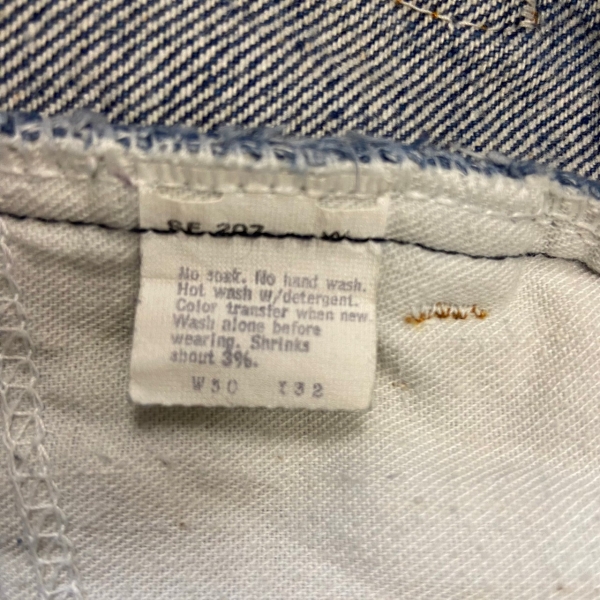 No soak. No hand wash.
Hot wash w/detergent.
Color transfer when new.
Wash alone before
wearing. Shrinks
about 3%.
W30 32